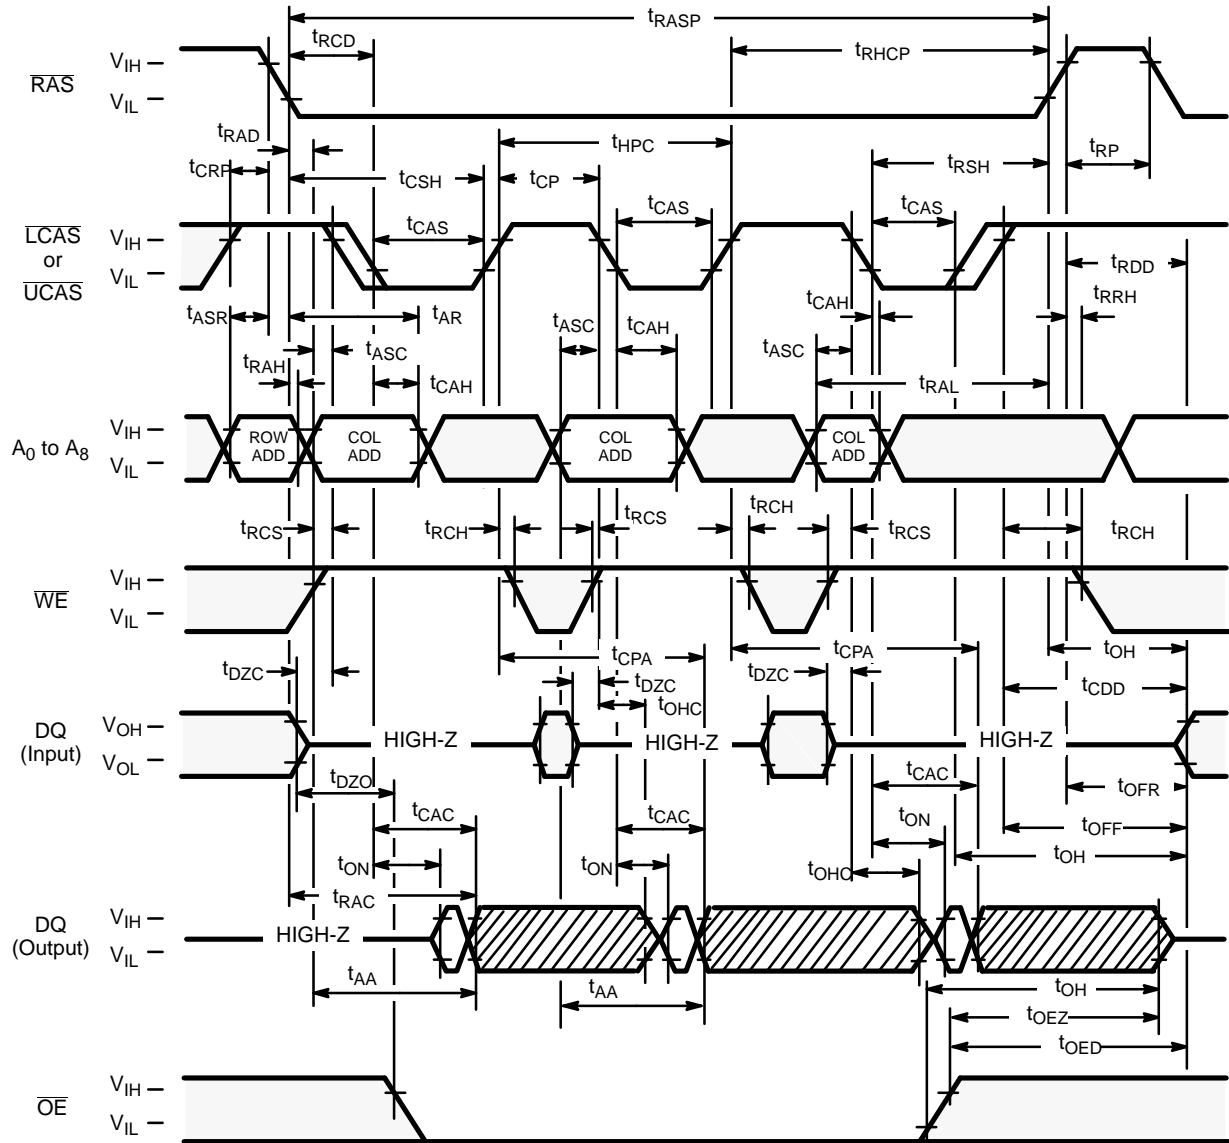 tRASP
tRCD
tRHCP
RAS
VIH
VIL
tRAD
tHPC
tRP
tCRP
tCSH
tCP
tRSH
LCAS
or
UCAS
VIH
VIL
tCAS
tCAS
tCAS
tRDD
tRRH
tCAH
tASR
tAR
tASC
tCAH
tASC
tRAH
tASC
tCAH
tRAL
A0 to A8
VIH
VIL
ROW
ADD
COL
ADD
COL
ADD
COL
ADD
tRCS
tRCH
tRCS
tRCH
tRCS
tRCH
WE
VIH
VIL
tCPA
tCPA
tOH
tDZC
tDZC
tDZC
tCDD
tOHC
DQ
(Input)
VOH
VOL
HIGH-Z
HIGH-Z
HIGH-Z
tDZO
tCAC
tOFR
tCAC
tCAC
tON
tOFF
tON
tON
tOHC
tOH
tRAC
DQ
(Output)
VIH
VIL
HIGH-Z
tAA
tAA
tOH
tOEZ
tOED
OE
VIH
VIL